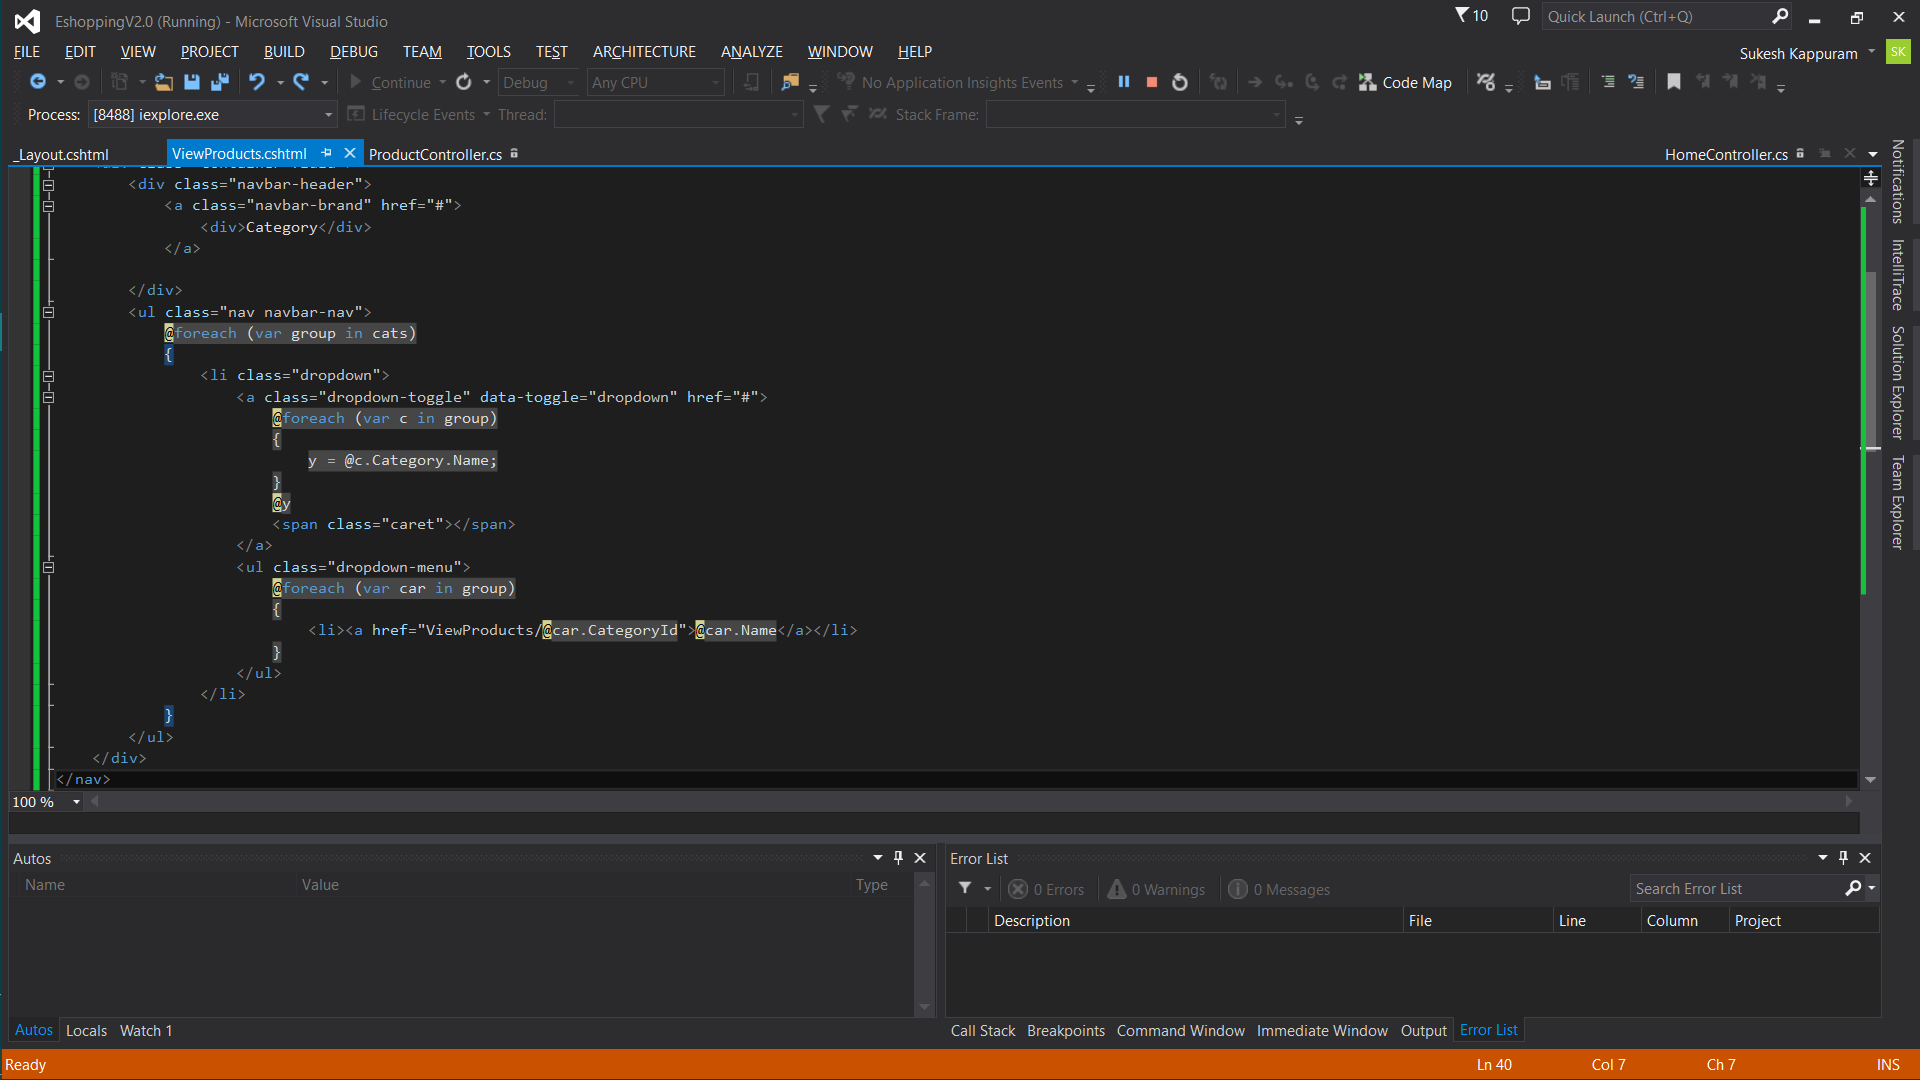 EshoppingV2.0 (Running) - Microsoft Visual Studio
10
Quick Launch (Ctrl+Q)
FILE EDIT VIEW PROJECT BUILD DEBUG TEAM TOOLS TEST ARCHITECTURE ANALYZE WINDOW HELP
Sukesh Kappuram
SK
Continue Debug Any CPU No Application Insights Events Code Map
Process: [8488] iexplore.exe Lifecycle Events Thread: Stack Frame:
_Layout.cshtml ViewProducts.cshtml ProductController.cs HomeController.cs
<div class="navbar-header">
<a class="navbar-brand" href="#">
<div>Category</div>
</a>
</div>
<ul class="nav navbar-nav">
@foreach (var group in cats)
{
<li class="dropdown">
<a class="dropdown-toggle" data-toggle="dropdown" href="#">
@foreach (var c in group)
{
y = @c.Category.Name;
}
@y
<span class="caret"></span>
</a>
<ul class="dropdown-menu">
@foreach (var car in group)
{
<li><a href="ViewProducts/@car.CategoryId">@car.Name</a></li>
}
</ul>
</li>
}
</ul>
</div>
</nav>
100 %
Notifications
IntelliTrace
Solution Explorer
Team Explorer
Autos
Name Value Type
Autos Locals Watch 1
Error List
0 Errors 0 Warnings 0 Messages
Search Error List
Description File Line Column Project
Call Stack Breakpoints Command Window Immediate Window Output Error List
Ready
Ln 40 Col 7 Ch 7 INS